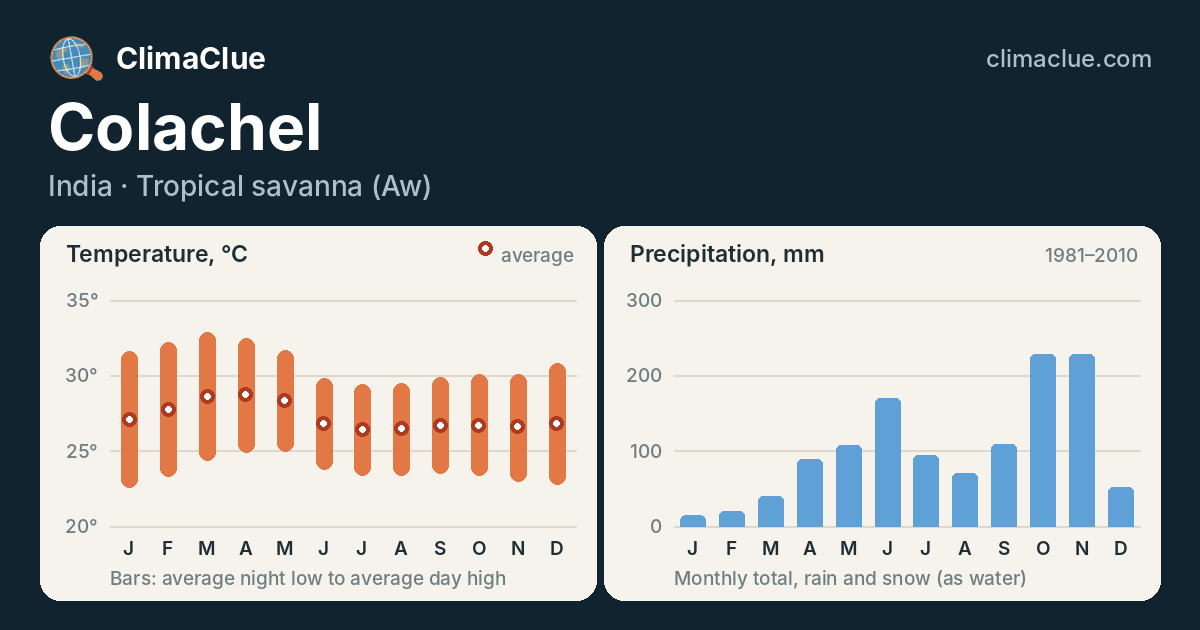 ClimaClue
climaclue.com
Colachel
India · Tropical savanna (Aw)
Temperature, °C
average
35°
30°
25°
20°
J F M A M J J A S O N D
Bars: average night low to average day high
Precipitation, mm
1981–2010
300
200
100
0
J F M A M J J A S O N D
Monthly total, rain and snow (as water)